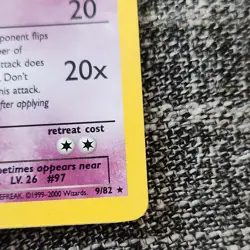 20
ponent flips
ber of
attack does
. Don't
20x
his attack.
fter applying
retreat cost
etimes appears near
LV. 26 #97
EFREAK. ©1999-2000 Wizards. 9/82 ★